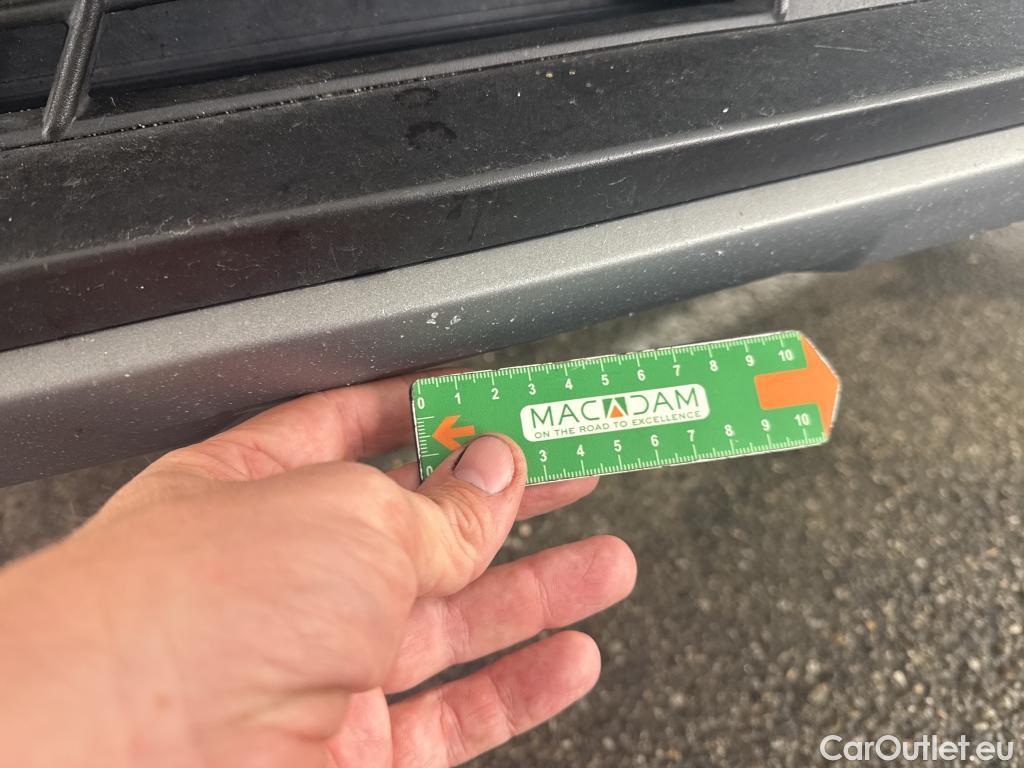 0 1 2 3 4 5 6 7 8 9 10
MACADAM
ON THE ROAD TO EXCELLENCE
0 3 4 5 6 7 8 9 10
CarOutlet.eu